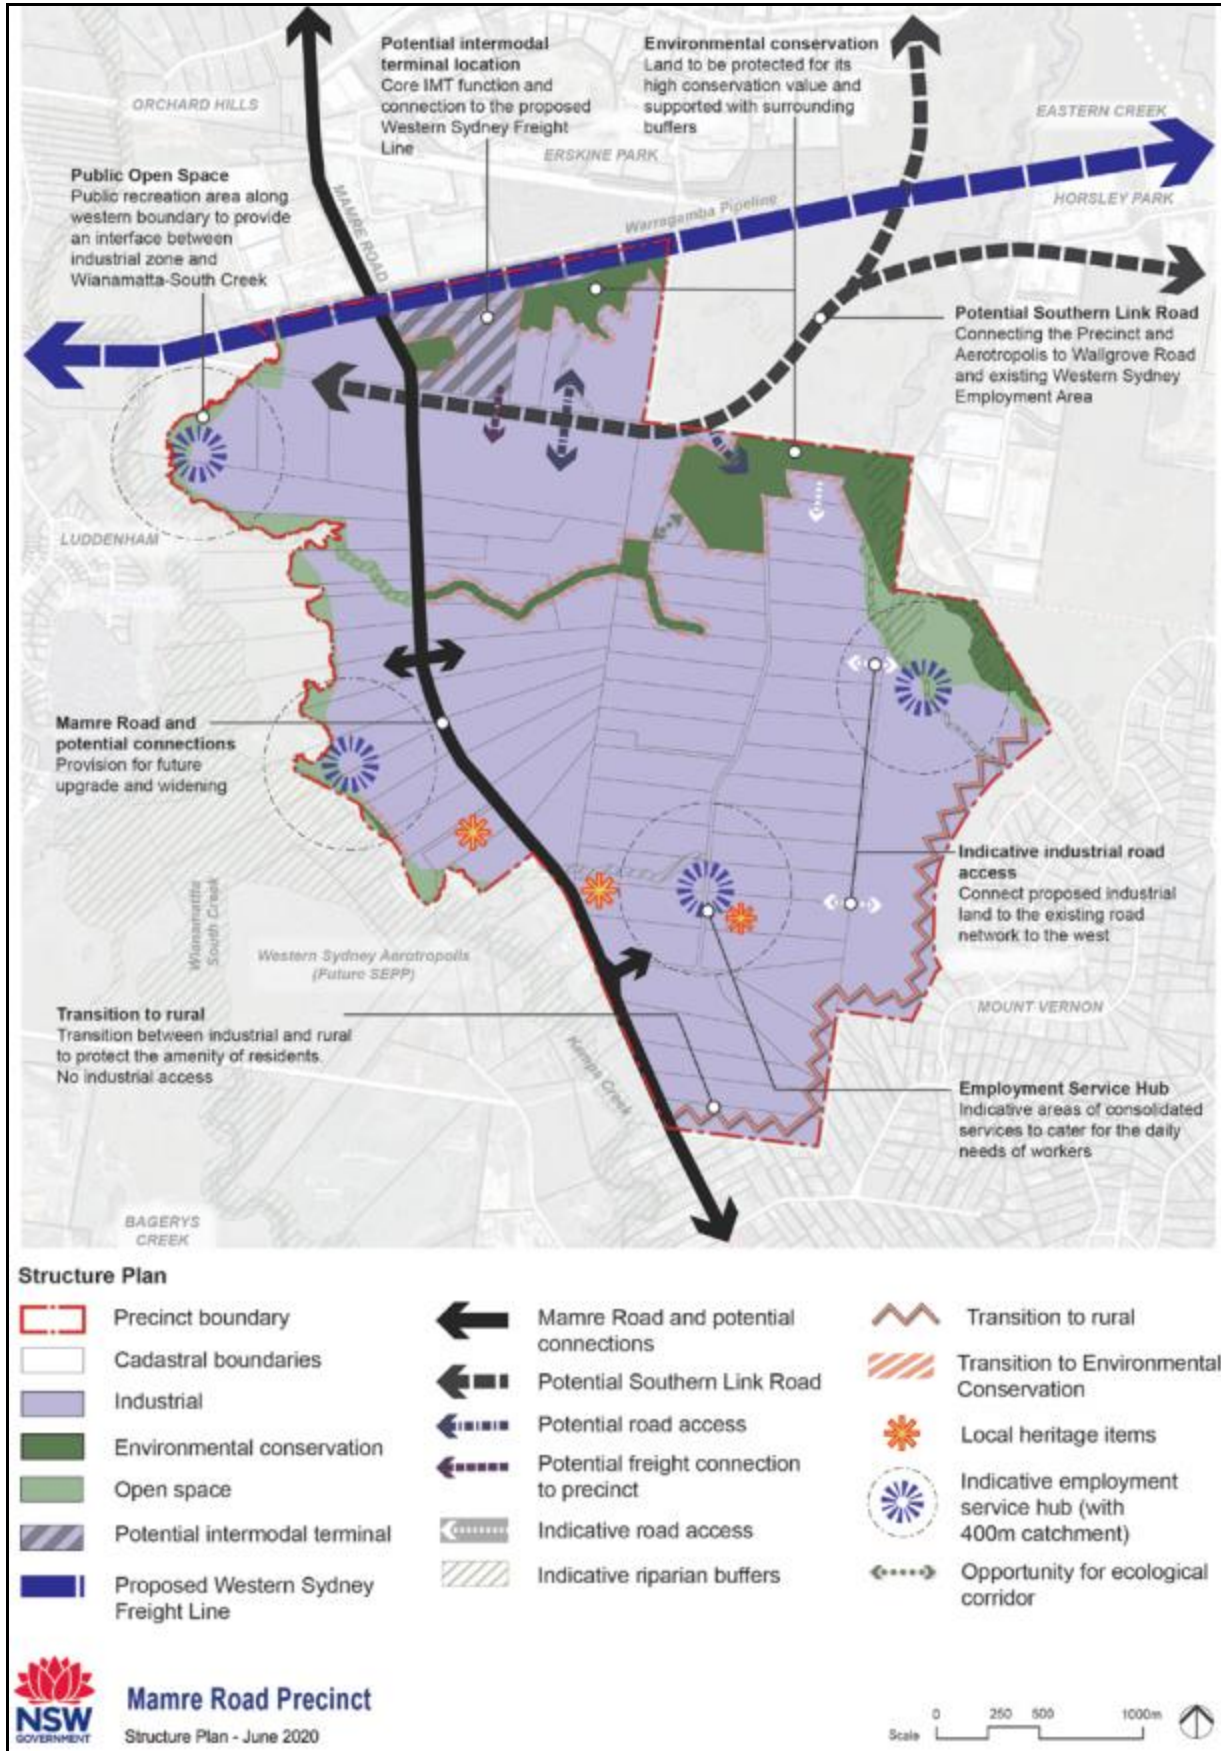 Potential intermodal
terminal location
Core IMT function and
connection to the proposed
Western Sydney Freight
Line
Environmental conservation
Land to be protected for its
high conservation value and
supported with surrounding
buffers
ORCHARD HILLS
ERSKINE PARK
EASTERN CREEK
HORSLEY PARK
Public Open Space
Public recreation area along
western boundary to provide
an interface between
industrial zone and
Wianamatta-South Creek
MAMRE ROAD
Warragamba Pipeline
Potential Southern Link Road
Connecting the Precinct and
Aerotropolis to Wallgrove Road
and existing Western Sydney
Employment Area
LUDDENHAM
Mamre Road and
potential connections
Provision for future
upgrade and widening
Indicative industrial road
access
Connect proposed industrial
land to the existing road
network to the west
Wianamatta
South Creek
Western Sydney Aerotropolis
(Future SEPP)
MOUNT VERNON
Transition to rural
Transition between industrial and rural
to protect the amenity of residents.
No industrial access
Kemps Creek
Employment Service Hub
Indicative areas of consolidated
services to cater for the daily
needs of workers
BAGERYS
CREEK
Structure Plan
Precinct boundary
Cadastral boundaries
Industrial
Environmental conservation
Open space
Potential intermodal terminal
Proposed Western Sydney
Freight Line
Mamre Road and potential
connections
Potential Southern Link Road
Potential road access
Potential freight connection
to precinct
Indicative road access
Indicative riparian buffers
Transition to rural
Transition to Environmental
Conservation
Local heritage items
Indicative employment
service hub (with
400m catchment)
Opportunity for ecological
corridor
NSW
GOVERNMENT
Mamre Road Precinct
Structure Plan - June 2020
Scale
0 250 500 1000m